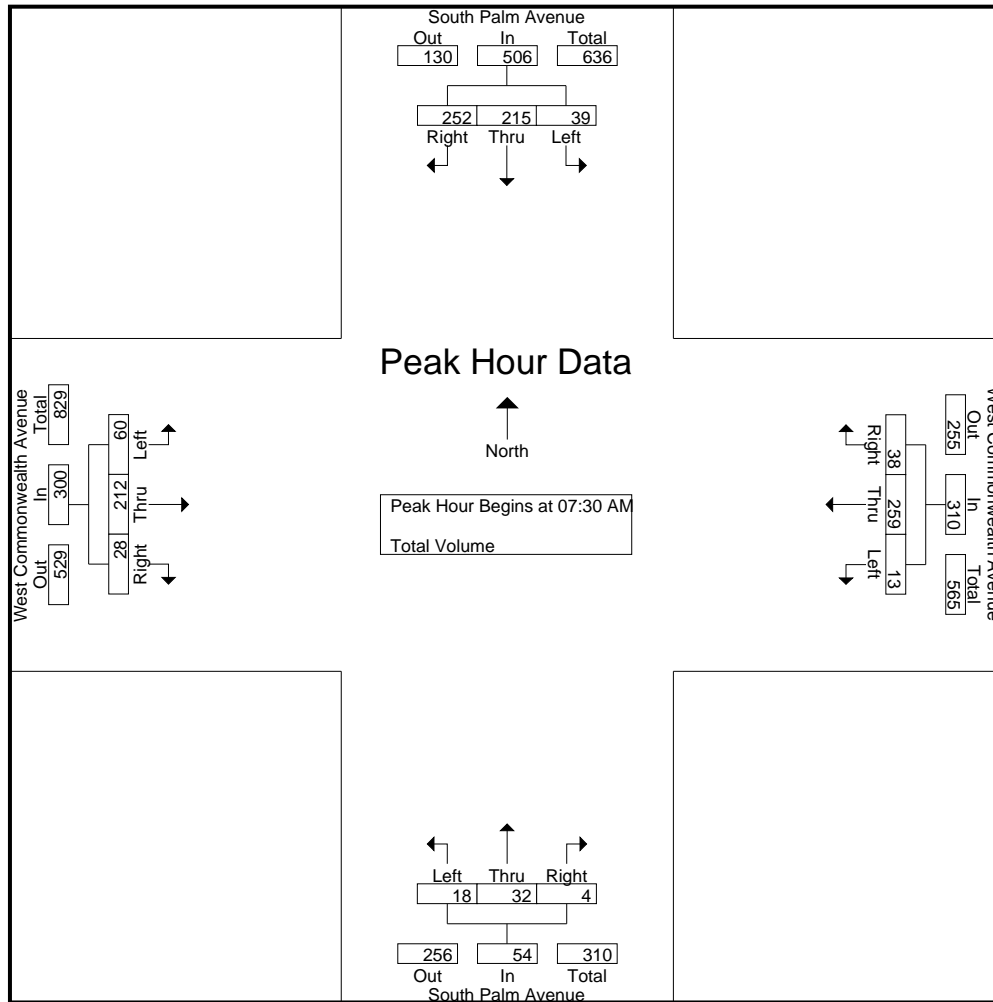 South Palm Avenue
Out In Total
130 506 636
252 215 39
Right Thru Left
Peak Hour Data
North
Peak Hour Begins at 07:30 AM
Total Volume
West Commonwealth Avenue
Total In Out
829 300 529
60 212 28
Left Thru Right
Right Thru Left
38 259 13
255 310 565
Out In Total
West Commonwealth Avenue
Left Thru Right
18 32 4
256 54 310
Out In Total
South Palm Avenue